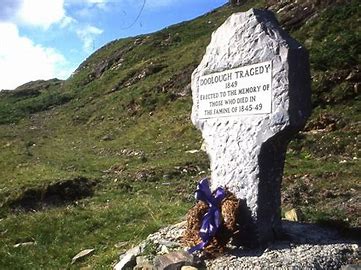 DOOLOUGH TRAGEDY
1849
ERECTED TO THE MEMORY OF
THOSE WHO DIED IN
THE FAMINE OF 1845-49